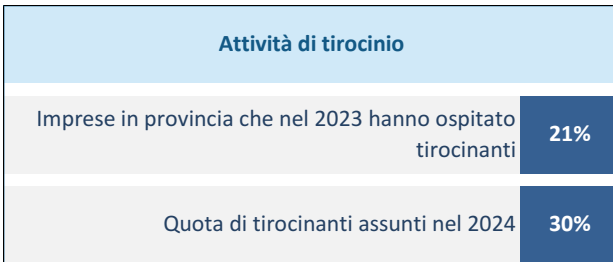 Attività di tirocinio
Imprese in provincia che nel 2023 hanno ospitato
tirocinanti
21%
Quota di tirocinanti assunti nel 2024
30%